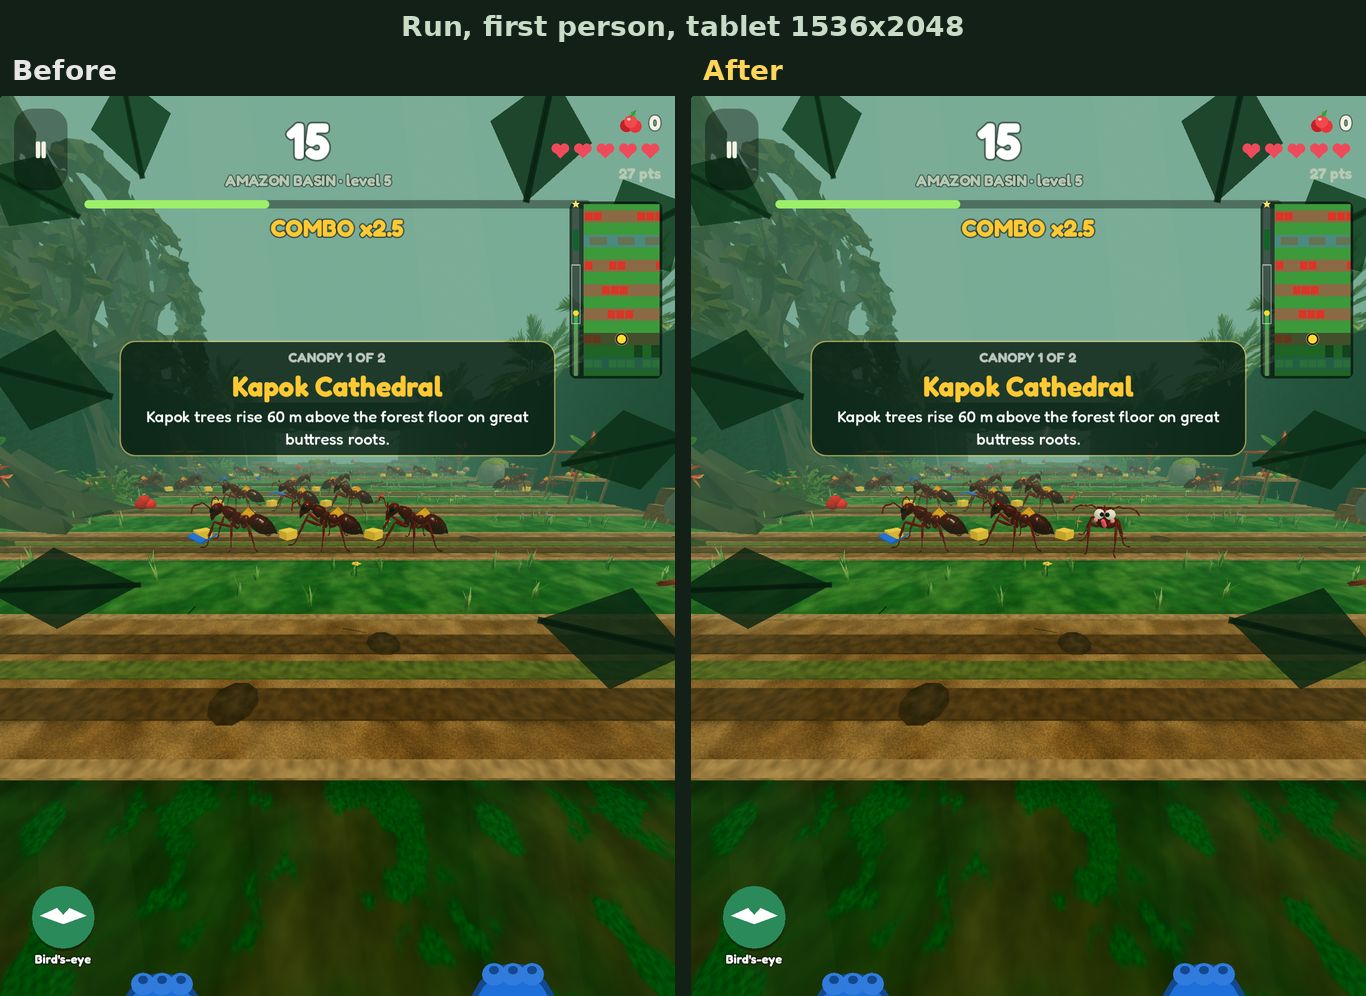 Run, first person, tablet 1536x2048
Before
After
15
0
AMAZON BASIN · level 5
27 pts
COMBO x2.5
CANOPY 1 OF 2
Kapok Cathedral
Kapok trees rise 60 m above the forest floor on great
buttress roots.
Bird's-eye
15
0
AMAZON BASIN · level 5
27 pts
COMBO x2.5
CANOPY 1 OF 2
Kapok Cathedral
Kapok trees rise 60 m above the forest floor on great
buttress roots.
Bird's-eye